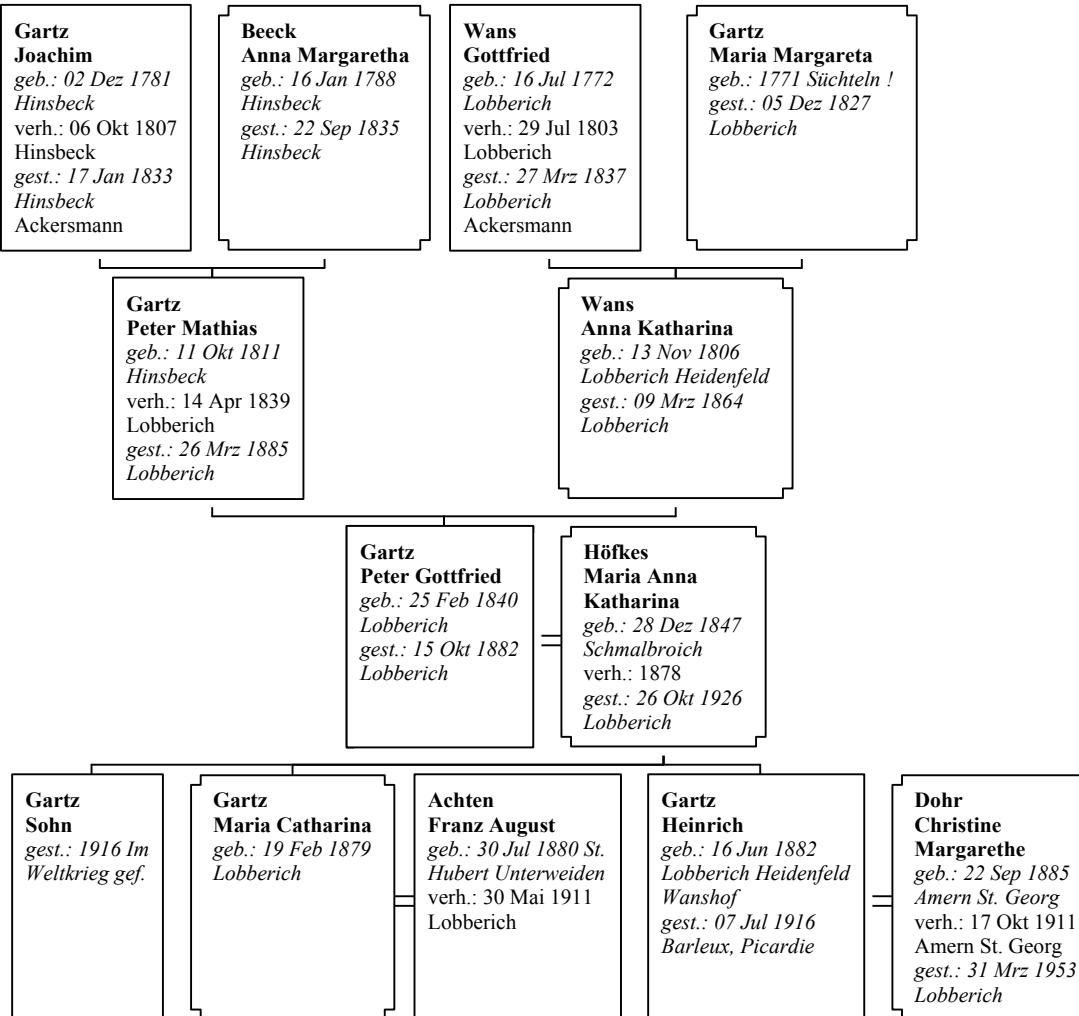 Gartz
Joachim
geb.: 02 Dez 1781
Hinsbeck
verh.: 06 Okt 1807
Hinsbeck
gest.: 17 Jan 1833
Hinsbeck
Ackersmann
Beeck
Anna Margaretha
geb.: 16 Jan 1788
Hinsbeck
gest.: 22 Sep 1835
Hinsbeck
Wans
Gottfried
geb.: 16 Jul 1772
Lobberich
verh.: 29 Jul 1803
Lobberich
gest.: 27 Mrz 1837
Lobberich
Ackersmann
Gartz
Maria Margareta
geb.: 1771 Süchteln !
gest.: 05 Dez 1827
Lobberich
Gartz
Peter Mathias
geb.: 11 Okt 1811
Hinsbeck
verh.: 14 Apr 1839
Lobberich
gest.: 26 Mrz 1885
Lobberich
Wans
Anna Katharina
geb.: 13 Nov 1806
Lobberich Heidenfeld
gest.: 09 Mrz 1864
Lobberich
Gartz
Peter Gottfried
geb.: 25 Feb 1840
Lobberich
gest.: 15 Okt 1882
Lobberich
Höfkes
Maria Anna
Katharina
geb.: 28 Dez 1847
Schmalbroich
verh.: 1878
gest.: 26 Okt 1926
Lobberich
Gartz
Sohn
gest.: 1916 Im
Weltkrieg gef.
Gartz
Maria Catharina
geb.: 19 Feb 1879
Lobberich
Achten
Franz August
geb.: 30 Jul 1880 St.
Hubert Unterweiden
verh.: 30 Mai 1911
Lobberich
Gartz
Heinrich
geb.: 16 Jun 1882
Lobberich Heidenfeld
Wanshof
gest.: 07 Jul 1916
Barleux, Picardie
Dohr
Christine
Margarethe
geb.: 22 Sep 1885
Amern St. Georg
verh.: 17 Okt 1911
Amern St. Georg
gest.: 31 Mrz 1953
Lobberich